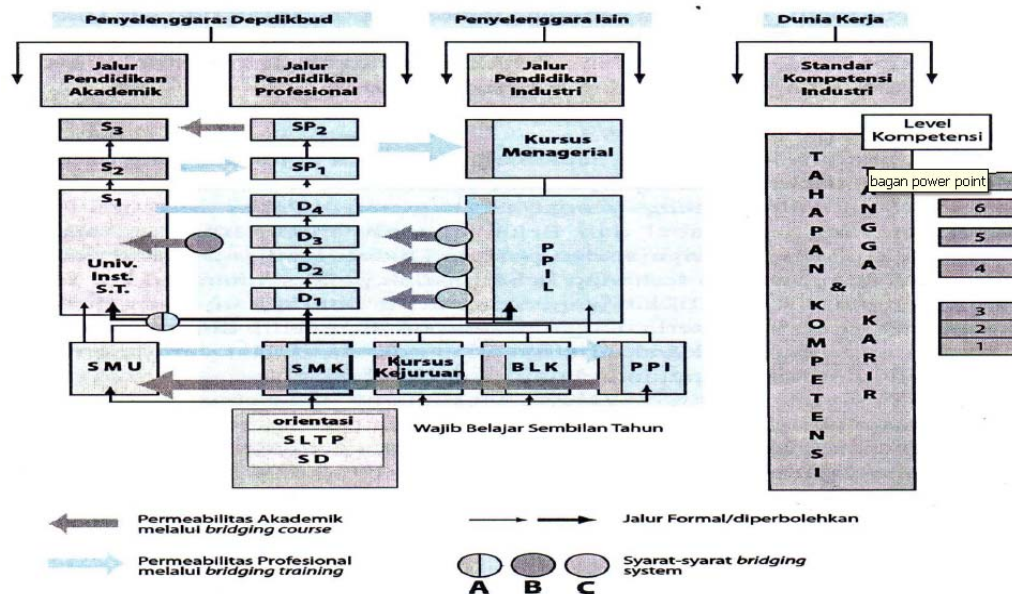 Penyelenggara: Depdikbud
Penyelenggara lain
Dunia Kerja
Jalur
Pendidikan
Akademik
Jalur
Pendidikan
Profesional
Jalur
Pendidikan
Industri
Standar
Kompetensi
Industri
S3
SP2
Kursus
Menagerial
Level
Kompetensi
S2
SP1
bagan power point
S1
D4
6
D3
5
Univ.
Inst.
S.T.
D2
PPIL
4
D1
3
2
1
TAHAPAN & KOMPETENSI
TANGGA KARIR
SMU
SMK
Kursus
Kejuruan
BLK
PPI
orientasi
SLTP
SD
Wajib Belajar Sembilan Tahun
Permeabilitas Akademik
melalui bridging course
Jalur Formal/diperbolehkan
Permeabilitas Profesional
melalui bridging training
Syarat-syarat bridging
system
A B C